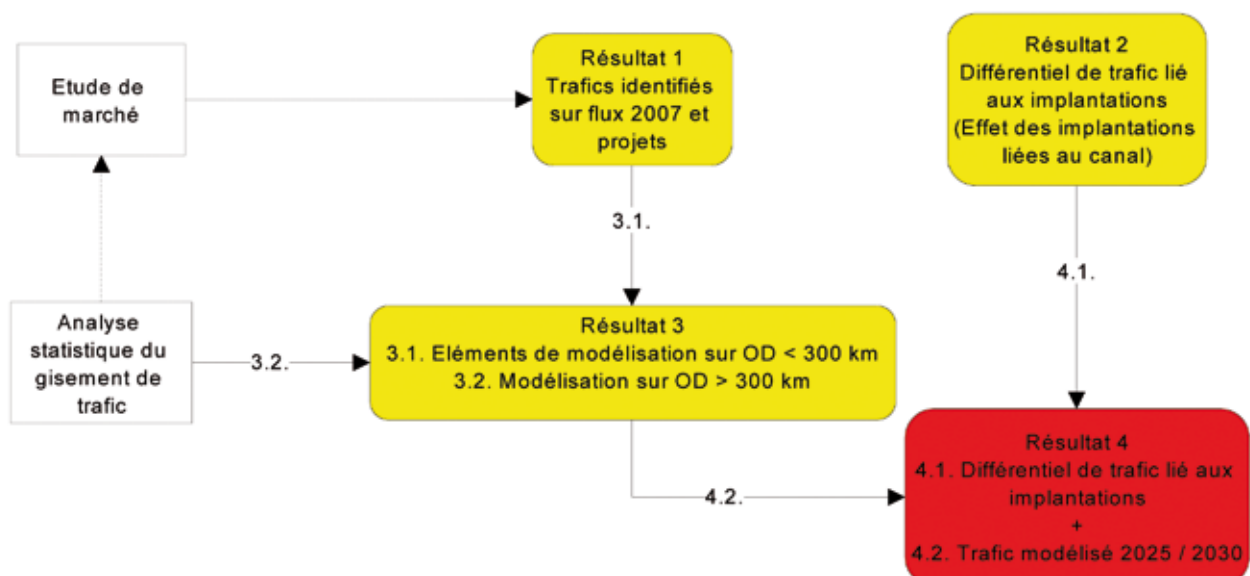 Etude de
marché
Résultat 1
Trafics identifiés
sur flux 2007 et
projets
Résultat 2
Différentiel de trafic lié
aux implantations
(Effet des implantations
liées au canal)
3.1.
4.1.
Analyse
statistique du
gisement de
trafic
3.2.
Résultat 3
3.1. Eléments de modélisation sur OD < 300 km
3.2. Modélisation sur OD > 300 km
4.2.
Résultat 4
4.1. Différentiel de trafic lié aux
implantations
+
4.2. Trafic modélisé 2025 / 2030